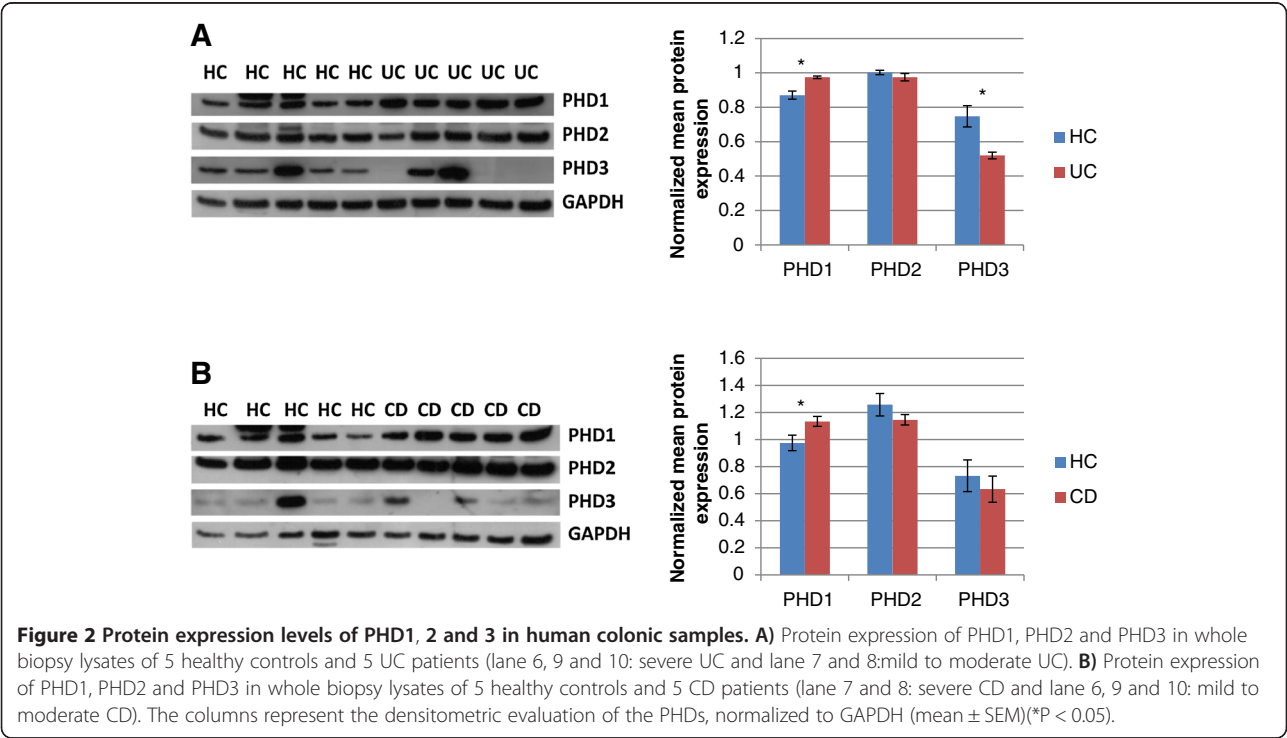 A
HC HC HC HC HC UC UC UC UC UC
PHD1
PHD2
PHD3
GAPDH
Normalized mean protein
expression
1.2
1
0.8
0.6
0.4
0.2
0
*
*
PHD1 PHD2 PHD3
HC
UC
B
HC HC HC HC HC CD CD CD CD CD
PHD1
PHD2
PHD3
GAPDH
Normalized mean protein
expression
1.6
1.4
1.2
1
0.8
0.6
0.4
0.2
0
*
PHD1 PHD2 PHD3
HC
CD
Figure 2 Protein expression levels of PHD1, 2 and 3 in human colonic samples. A) Protein expression of PHD1, PHD2 and PHD3 in whole
biopsy lysates of 5 healthy controls and 5 UC patients (lane 6, 9 and 10: severe UC and lane 7 and 8:mild to moderate UC). B) Protein expression
of PHD1, PHD2 and PHD3 in whole biopsy lysates of 5 healthy controls and 5 CD patients (lane 7 and 8: severe CD and lane 6, 9 and 10: mild to
moderate CD). The columns represent the densitometric evaluation of the PHDs, normalized to GAPDH (mean ± SEM)(*P < 0.05).